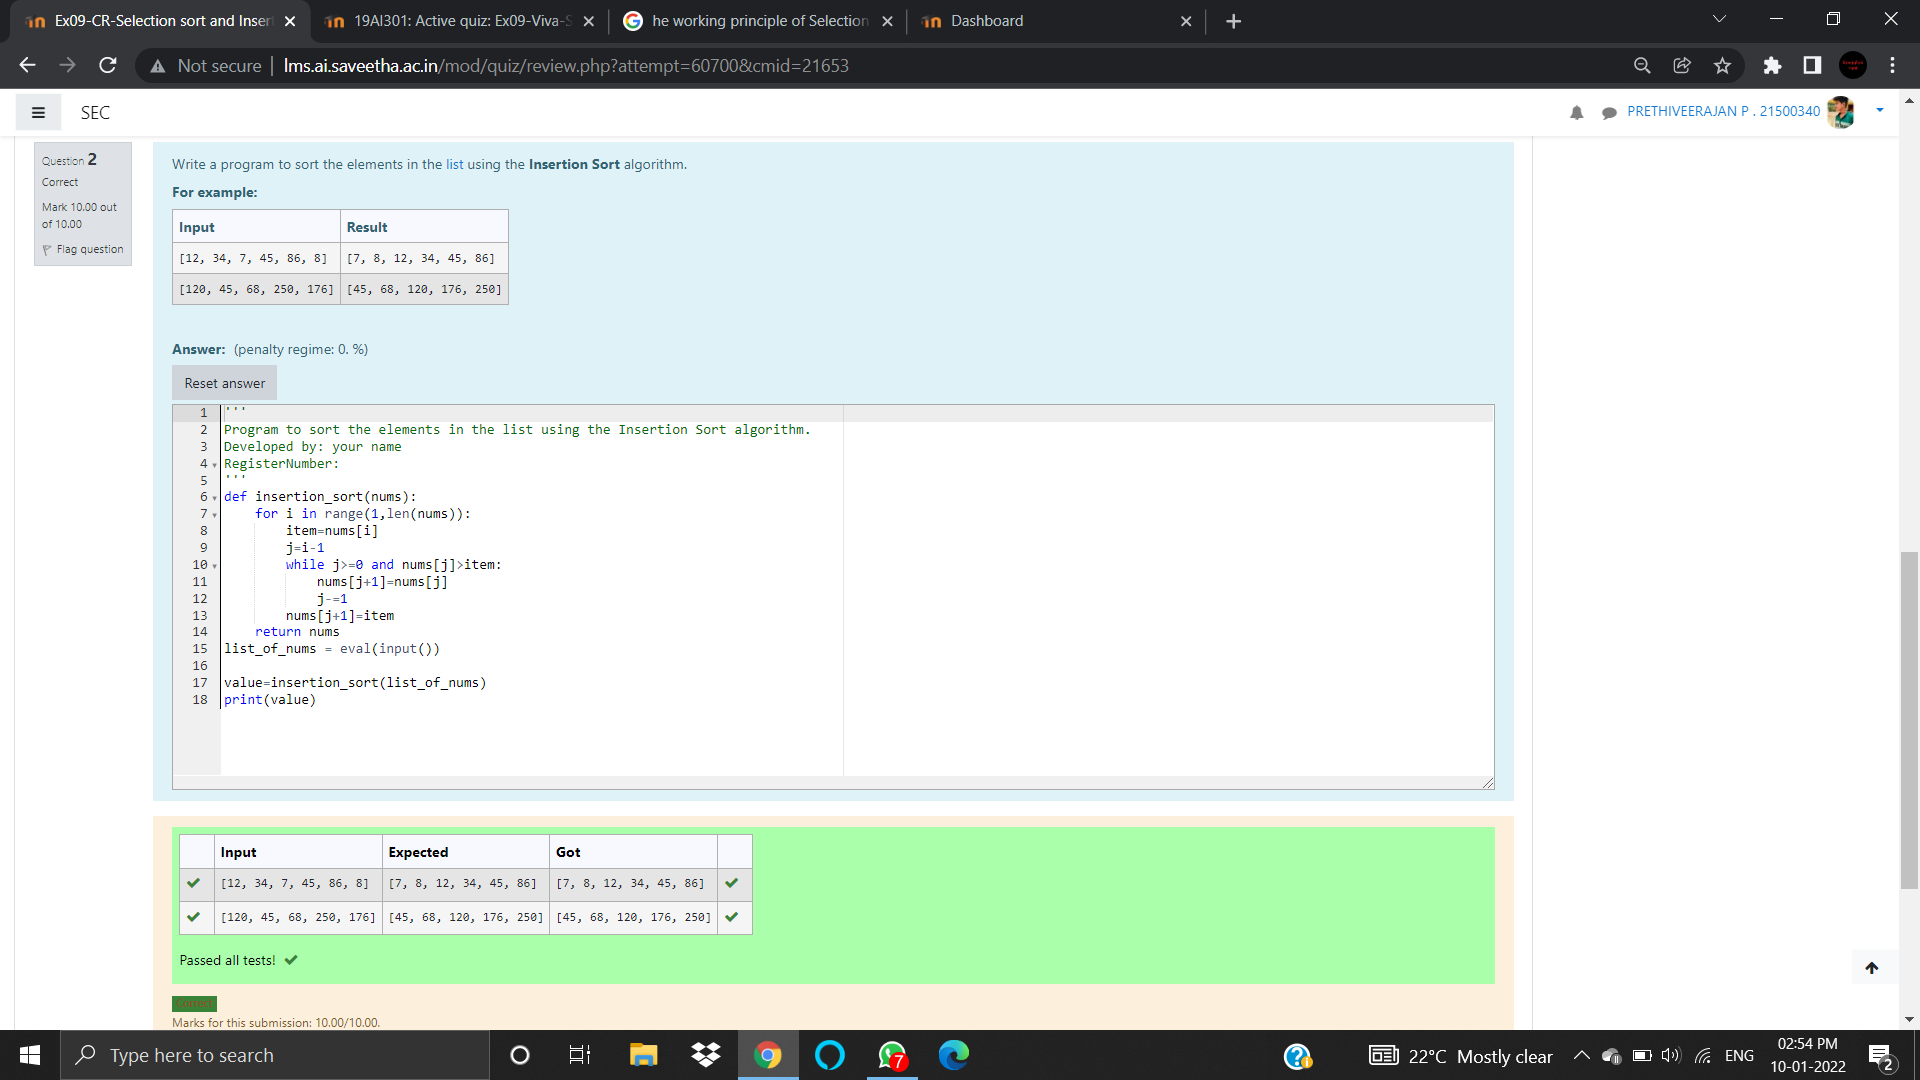 Ex09-CR-Selection sort and Inser
19AI301: Active quiz: Ex09-Viva-S
he working principle of Selection
Dashboard
Not secure | lms.ai.saveetha.ac.in/mod/quiz/review.php?attempt=60700&cmid=21653
SEC
PRETHIVEERAJAN P . 21500340
Question 2
Correct
Mark 10.00 out
of 10.00
Flag question
Write a program to sort the elements in the list using the Insertion Sort algorithm.
For example:
Input Result
[12, 34, 7, 45, 86, 8] [7, 8, 12, 34, 45, 86]
[120, 45, 68, 250, 176] [45, 68, 120, 176, 250]
Answer: (penalty regime: 0. %)
Reset answer
1 '''
2 Program to sort the elements in the list using the Insertion Sort algorithm.
3 Developed by: your name
4 RegisterNumber:
5 '''
6 def insertion_sort(nums):
7 for i in range(1,len(nums)):
8 item=nums[i]
9 j=i-1
10 while j>=0 and nums[j]>item:
11 nums[j+1]=nums[j]
12 j-=1
13 nums[j+1]=item
14 return nums
15 list_of_nums = eval(input())
16
17 value=insertion_sort(list_of_nums)
18 print(value)
Input Expected Got
[12, 34, 7, 45, 86, 8] [7, 8, 12, 34, 45, 86] [7, 8, 12, 34, 45, 86]
[120, 45, 68, 250, 176] [45, 68, 120, 176, 250] [45, 68, 120, 176, 250]
Passed all tests!
Correct
Marks for this submission: 10.00/10.00.
Type here to search
7
22°C Mostly clear
ENG
02:54 PM
10-01-2022
2